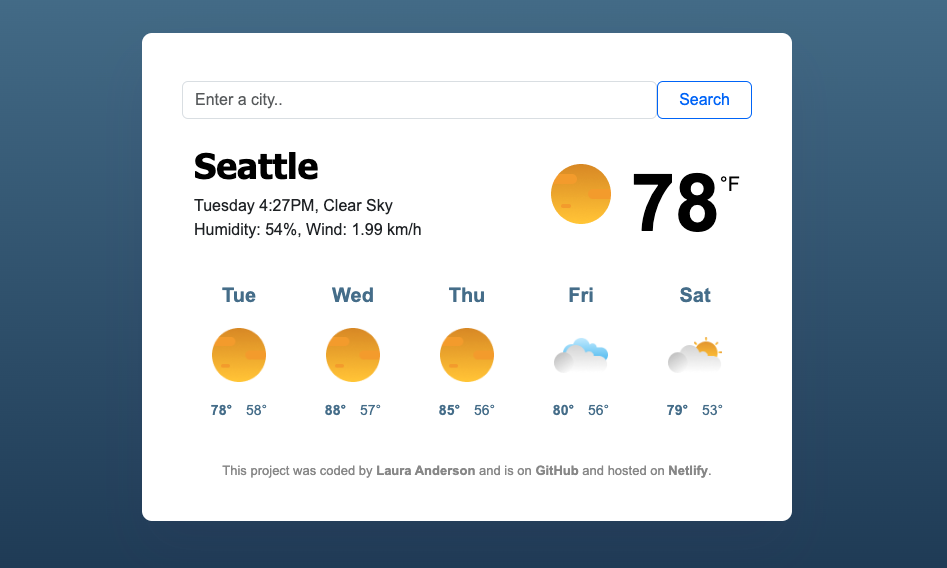 Enter a city.. Search
Seattle
78 °F
Tuesday 4:27PM, Clear Sky
Humidity: 54%, Wind: 1.99 km/h
Tue Wed Thu Fri Sat
78° 58° 88° 57° 85° 56° 80° 56° 79° 53°
This project was coded by Laura Anderson and is on GitHub and hosted on Netlify.